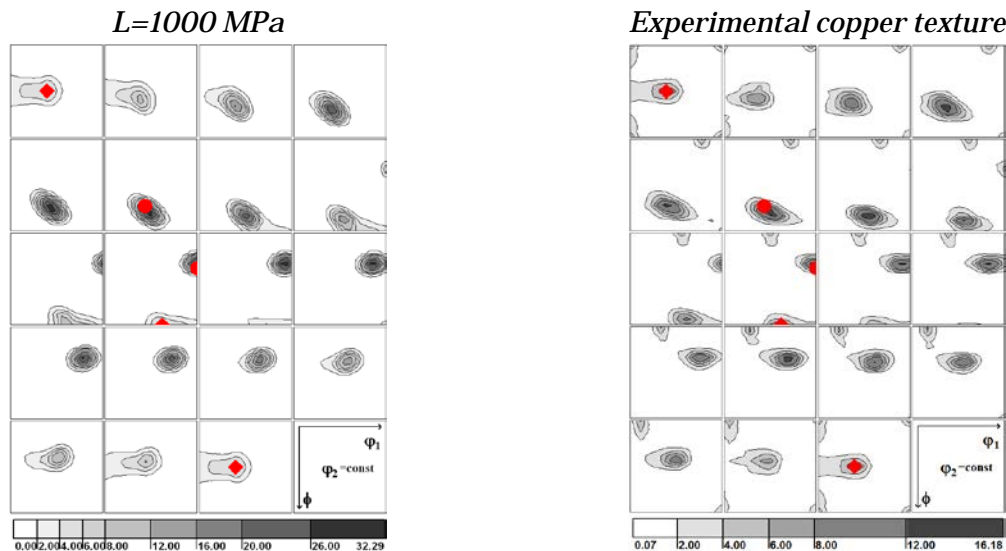 L=1000 MPa
Experimental copper texture
φ1
φ2=const
ϕ
φ1
φ2=const
ϕ
0.00 2.00 4.00 6.00 8.00 12.00 16.00 20.00 26.00 32.29
0.07 2.00 4.00 6.00 8.00 12.00 16.18